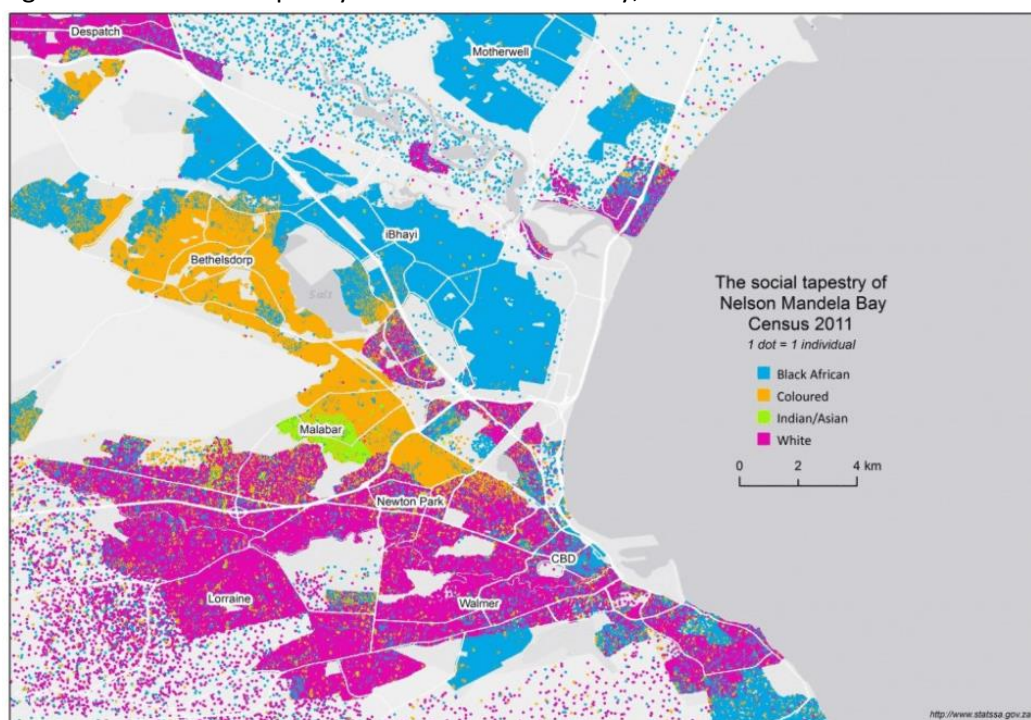 Despatch
Motherwell
iBhayi
Bethelsdorp
Salt
The social tapestry of
Nelson Mandela Bay
Census 2011
1 dot = 1 individual
Black African
Coloured
Indian/Asian
White
0 2 4 km
Malabar
Newton Park
CBD
Lorraine
Walmer
http://www.statssa.gov.za